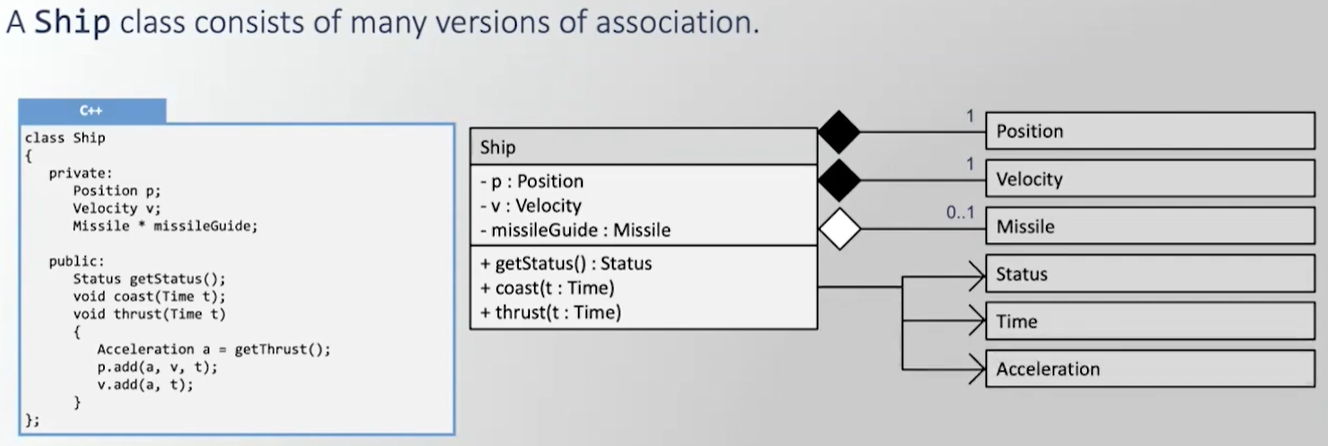 A Ship class consists of many versions of association.
C++
class Ship
{
private:
Position p;
Velocity v;
Missile * missileGuide;
public:
Status getStatus();
void coast(Time t);
void thrust(Time t)
{
Acceleration a = getThrust();
p.add(a, v, t);
v.add(a, t);
}
};
Ship
- p : Position
- v : Velocity
- missileGuide : Missile
+ getStatus() : Status
+ coast(t : Time)
+ thrust(t : Time)
1
Position
1
Velocity
0..1
Missile
Status
Time
Acceleration